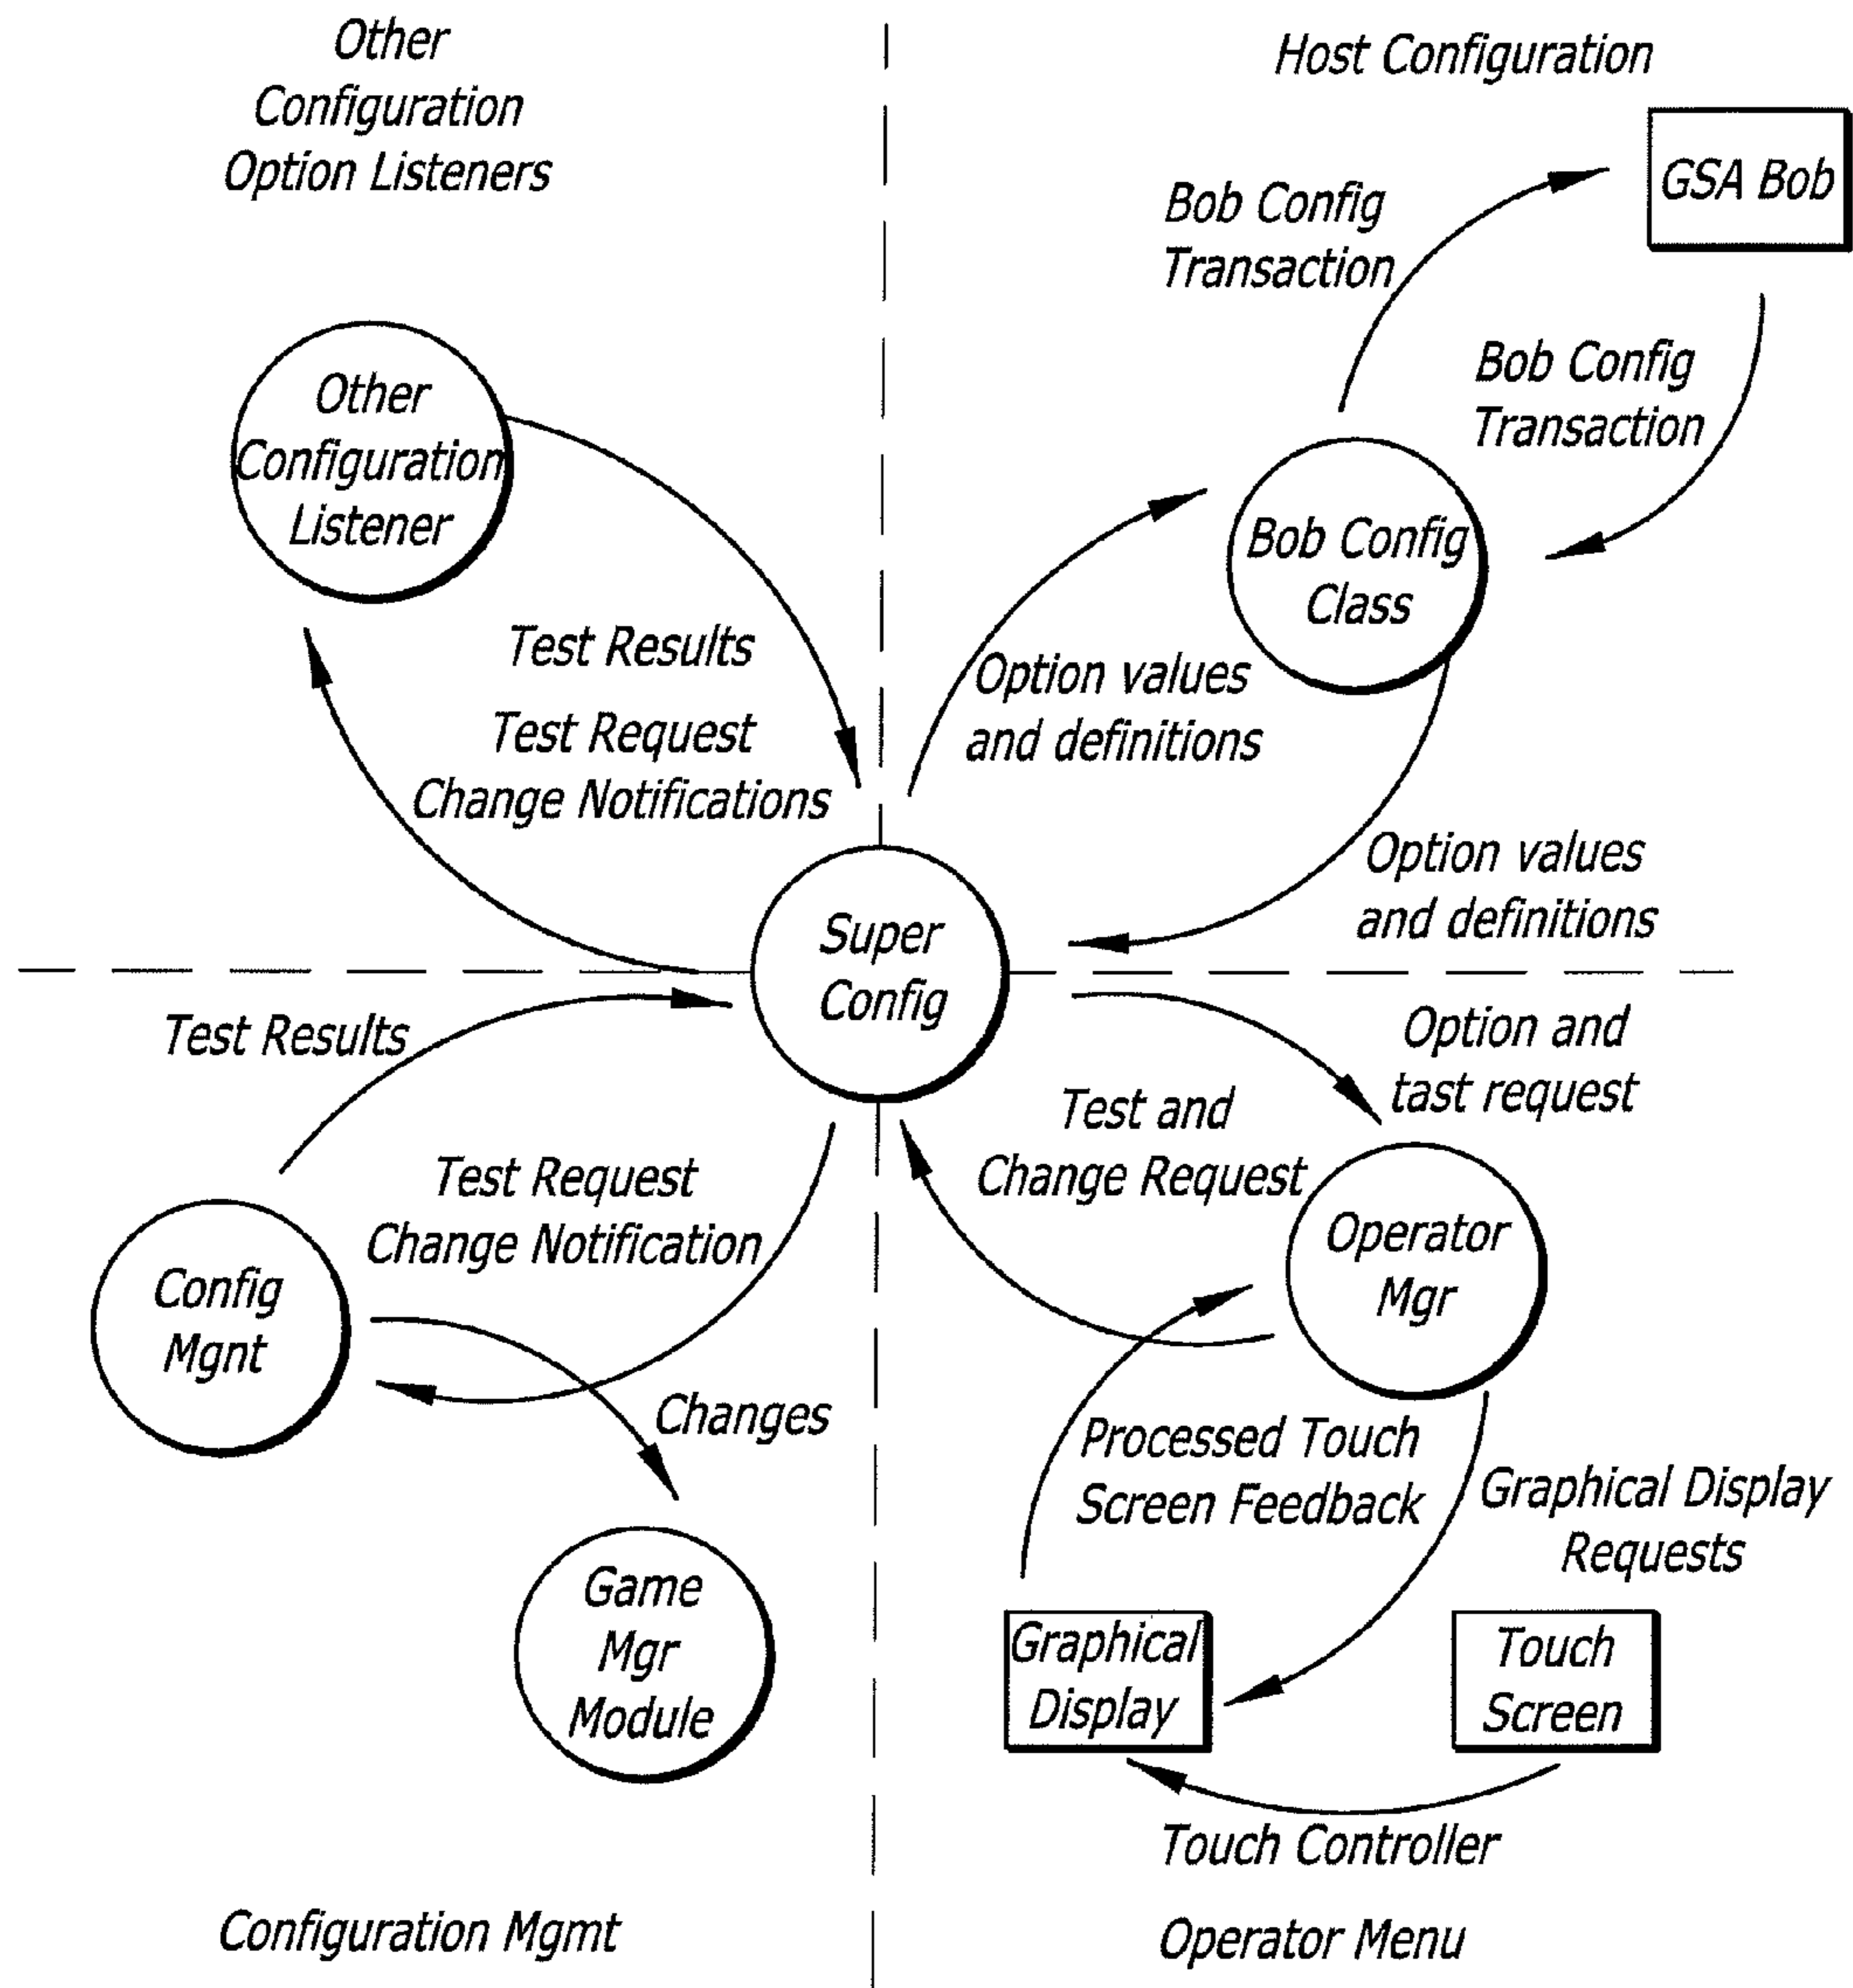 Other
Configuration
Option Listeners
Host Configuration
GSA Bob
Bob Config
Transaction
Bob Config
Transaction
Other
Configuration
Listener
Bob Config
Class
Test Results
Test Request
Change Notifications
Option values
and definitions
Option values
and definitions
Super
Config
Test Results
Option and
tast request
Test and
Change Request
Test Request
Change Notification
Operator
Mgr
Config
Mgnt
Changes
Processed Touch
Screen Feedback
Graphical Display
Requests
Game
Mgr
Module
Graphical
Display
Touch
Screen
Touch Controller
Configuration Mgmt
Operator Menu